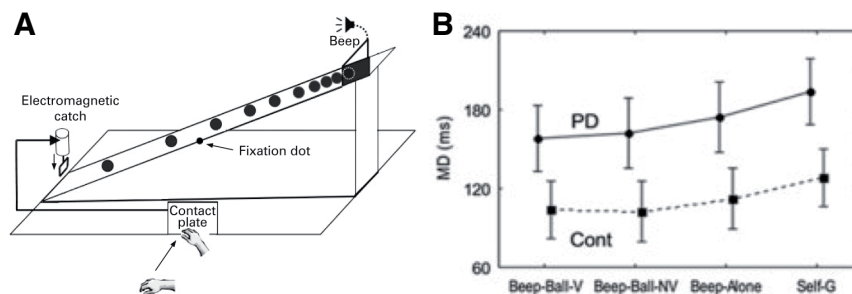 A
Beep
Electromagnetic
catch
Fixation dot
Contact
plate
B
240
180
120
60
MD (ms)
PD
Cont
Beep-Ball-V
Beep-Ball-NV
Beep-Alone
Self-G